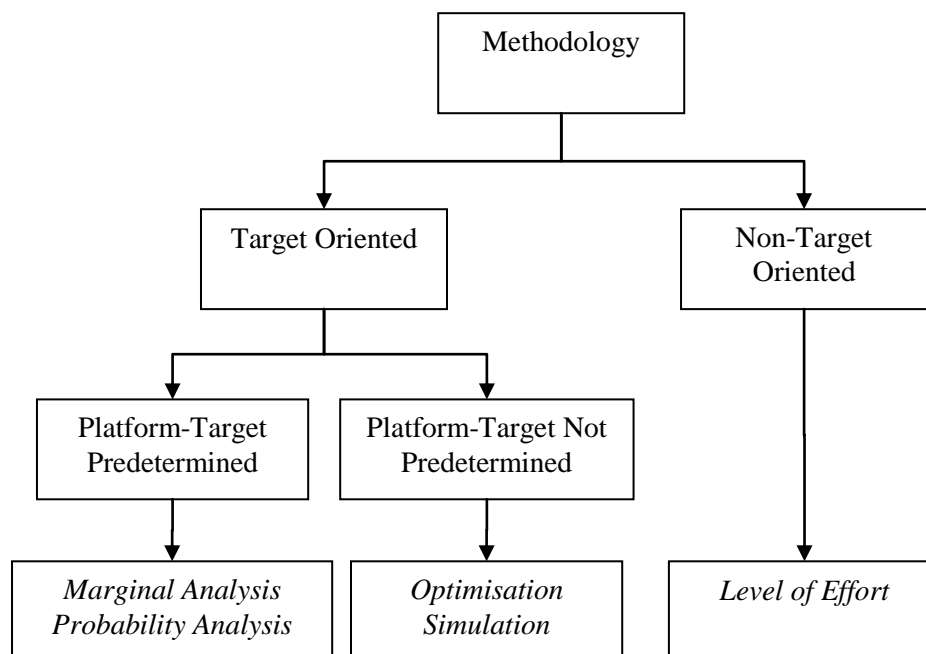 Methodology
Target Oriented
Non-Target
Oriented
Platform-Target
Predetermined
Platform-Target Not
Predetermined
Marginal Analysis
Probability Analysis
Optimisation
Simulation
Level of Effort